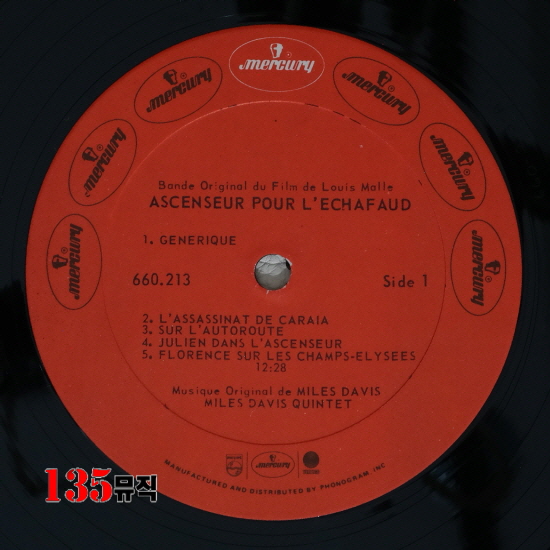 mercury
mercury
mercury
mercury
mercury
mercury
mercury
Bande Original du Film de Louis Malle
ASCENSEUR POUR L'ECHAFAUD
1. GENERIQUE
660.213
Side 1
2. L'ASSASSINAT DE CARAIA
3. SUR L'AUTOROUTE
4. JULIEN DANS L'ASCENSEUR
5. FLORENCE SUR LES CHAMPS-ELYSEES
12:28
Musique Original de MILES DAVIS
MILES DAVIS QUINTET
PHILIPS
mercury
MANUFACTURED AND DISTRIBUTED BY PHONOGRAM, INC
135뮤직